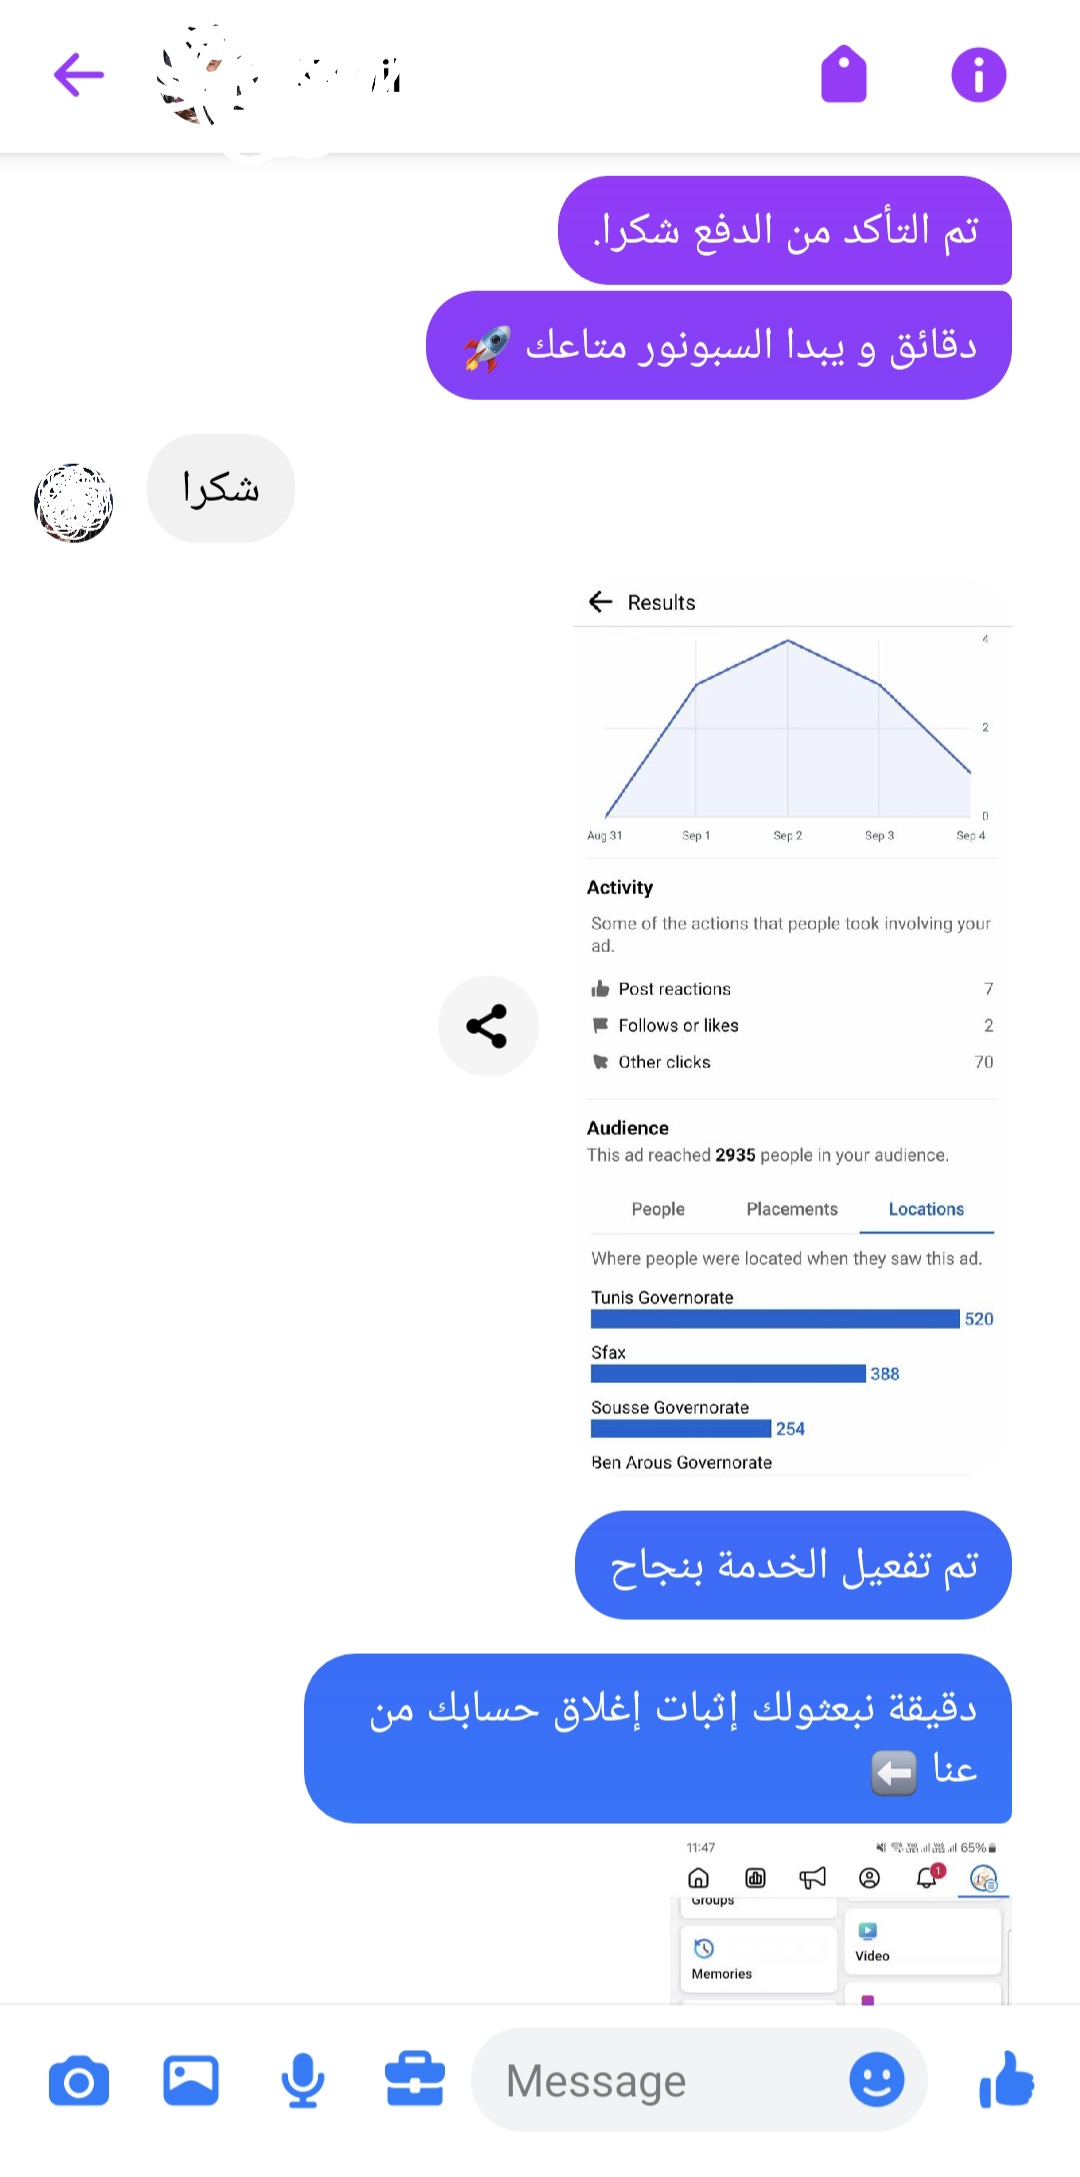 تم التأكد من الدفع شكرا.
دقائق و يبدا السبونور متاعك 🚀
شكرا
Results
4
2
0
Aug 31 Sep 1 Sep 2 Sep 3 Sep 4
Activity
Some of the actions that people took involving your
ad.
Post reactions 7
Follows or likes 2
Other clicks 70
Audience
This ad reached 2935 people in your audience.
People Placements Locations
Where people were located when they saw this ad.
Tunis Governorate
520
Sfax
388
Sousse Governorate
254
Ben Arous Governorate
تم تفعيل الخدمة بنجاح
دقيقة نبعثولك إثبات إغلاق حسابك من
عنا ⬅️
11:47 65%
1
Groups
Memories
Video
Message